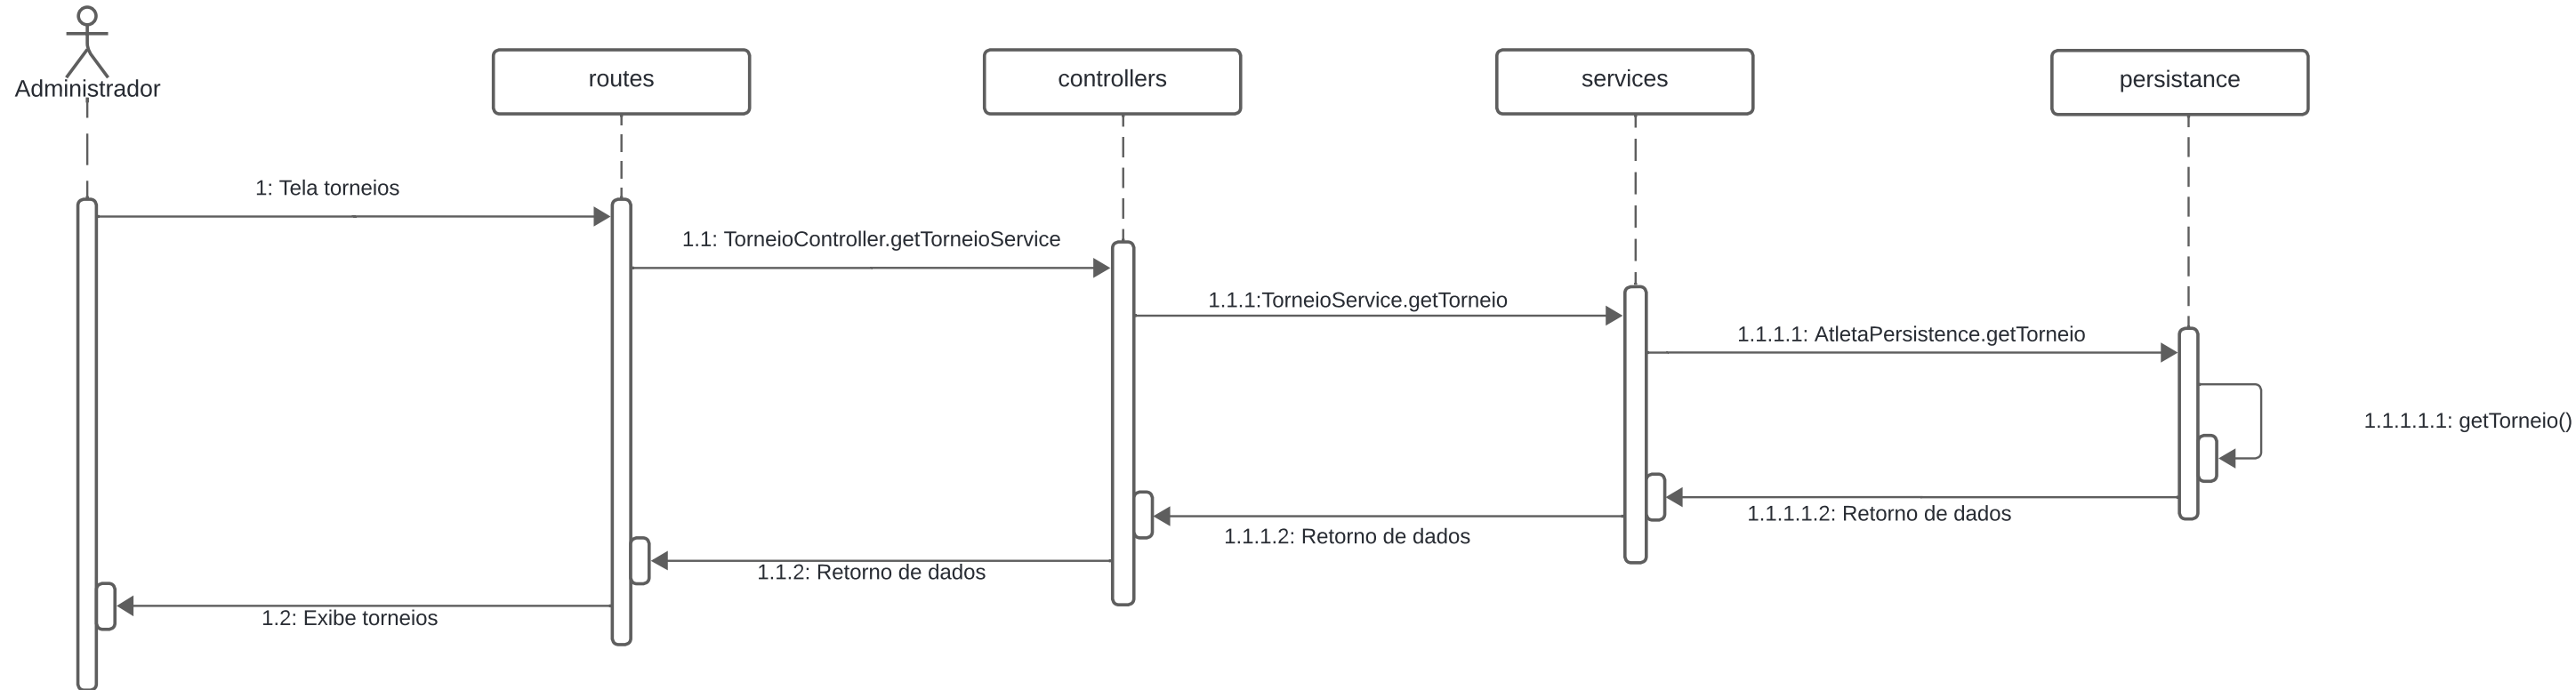 Administrador
routes
controllers
services
persistance
1: Tela torneios
1.1: TorneioController.getTorneioService
1.1.1:TorneioService.getTorneio
1.1.1.1: AtletaPersistence.getTorneio
1.1.1.1.1: getTorneio()
1.1.1.1.2: Retorno de dados
1.1.1.2: Retorno de dados
1.1.2: Retorno de dados
1.2: Exibe torneios